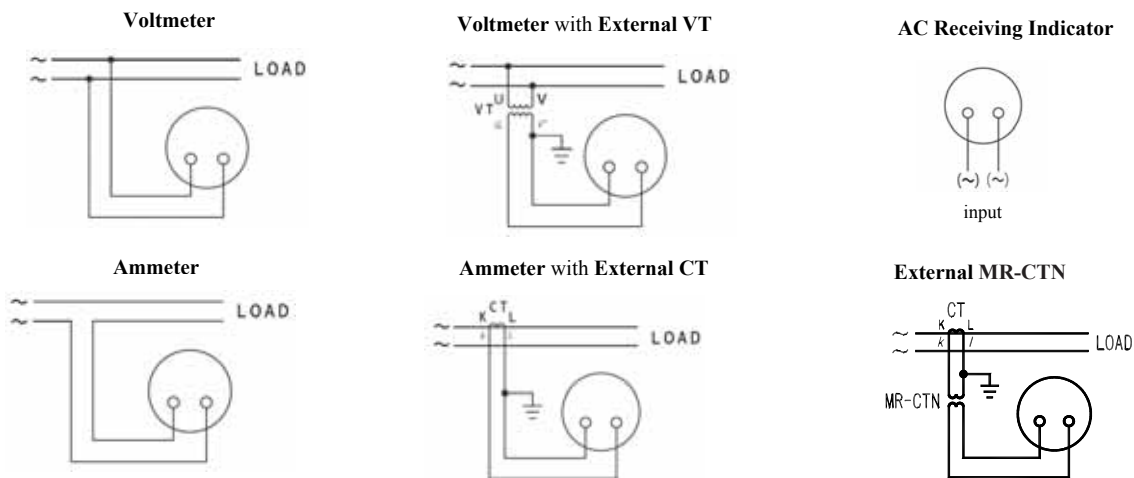 Voltmeter
~
~
LOAD
Voltmeter with External VT
~
~
LOAD
U V
VT
AC Receiving Indicator
(~) (~)
input
Ammeter
~
~
LOAD
Ammeter with External CT
CT
K L
~
~
LOAD
External MR-CTN
CT
K L
k l
~
~
LOAD
MR-CTN